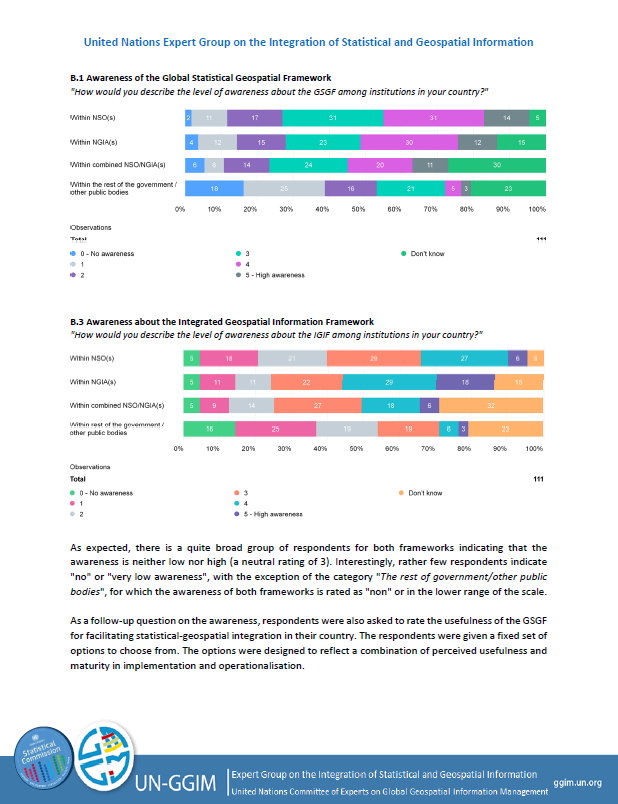 United Nations Expert Group on the Integration of Statistical and Geospatial Information
B.1 Awareness of the Global Statistical Geospatial Framework
"How would you describe the level of awareness about the GSGF among institutions in your country?"
Within NSO(s) 2 11 17 31 31 14 5
Within NGIA(s) 4 12 15 23 30 12 15
Within combined NSO/NGIA(s) 6 14 24 20 11 30
Within the rest of the government /
other public bodies 18 25 16 21 5 3 23
0% 10% 20% 30% 40% 50% 60% 70% 80% 90% 100%
Observations
Total 111
0 - No awareness 3 Don't know
1 4
2 5 - High awareness
B.3 Awareness about the Integrated Geospatial Information Framework
"How would you describe the level of awareness about the IGIF among institutions in your country?"
Within NSO(s) 5 18 21 29 27 6 5
Within NGIA(s) 5 11 11 22 29 18 15
Within combined NSO/NGIA(s) 5 9 14 27 18 6 32
Within rest of the government /
other public bodies 16 25 19 19 6 3 23
0% 10% 20% 30% 40% 50% 60% 70% 80% 90% 100%
Observations
Total 111
0 - No awareness 3 Don't know
1 4
2 5 - High awareness
As expected, there is a quite broad group of respondents for both frameworks indicating that the
awareness is neither low nor high (a neutral rating of 3). Interestingly, rather few respondents indicate
"no" or "very low awareness", with the exception of the category "The rest of government/other public
bodies", for which the awareness of both frameworks is rated as "non" or in the lower range of the scale.
As a follow-up question on the awareness, respondents were also asked to rate the usefulness of the GSGF
for facilitating statistical-geospatial integration in their country. The respondents were given a fixed set of
options to choose from. The options were designed to reflect a combination of perceived usefulness and
maturity in implementation and operationalisation.
Statistical
Commission
UN-GGIM
Expert Group on the Integration of Statistical and Geospatial Information
United Nations Committee of Experts on Global Geospatial Information Management
ggim.un.org